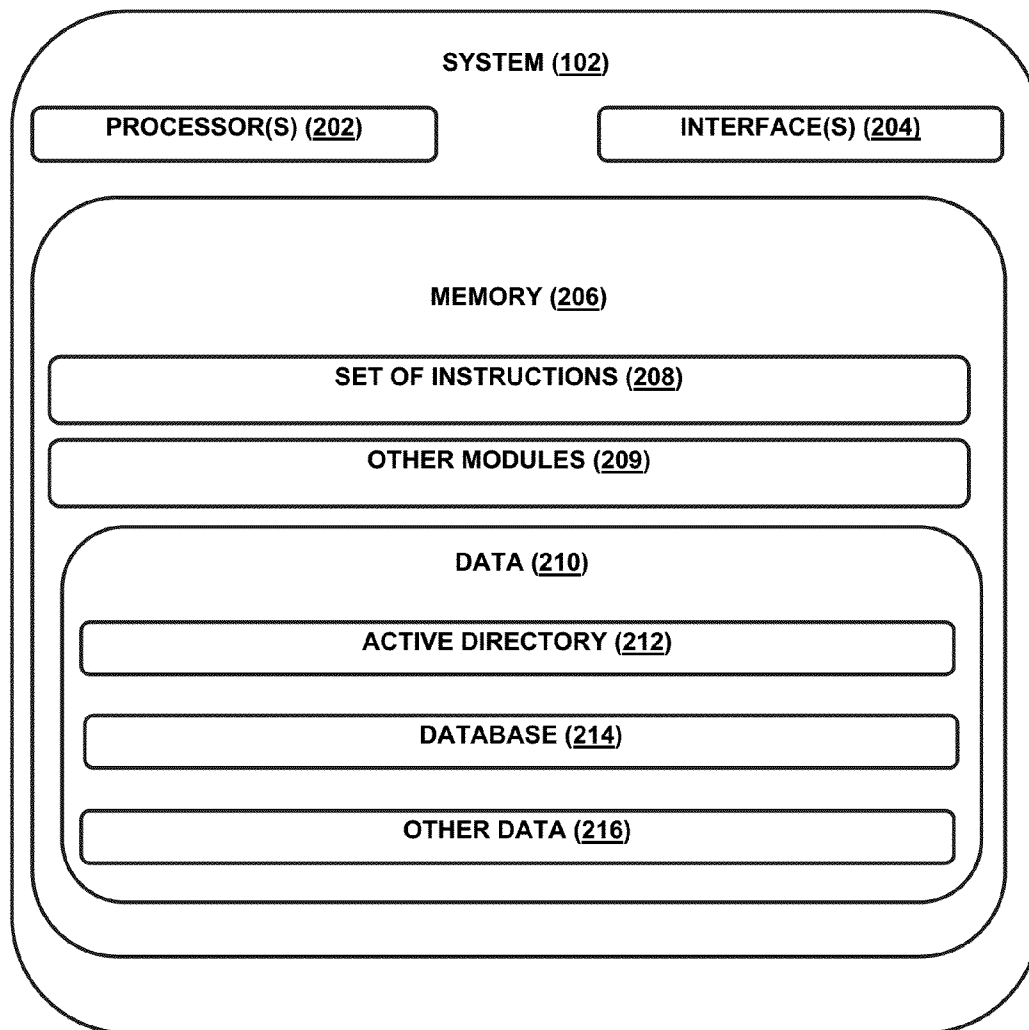 SYSTEM (102)
PROCESSOR(S) (202)
INTERFACE(S) (204)
MEMORY (206)
SET OF INSTRUCTIONS (208)
OTHER MODULES (209)
DATA (210)
ACTIVE DIRECTORY (212)
DATABASE (214)
OTHER DATA (216)